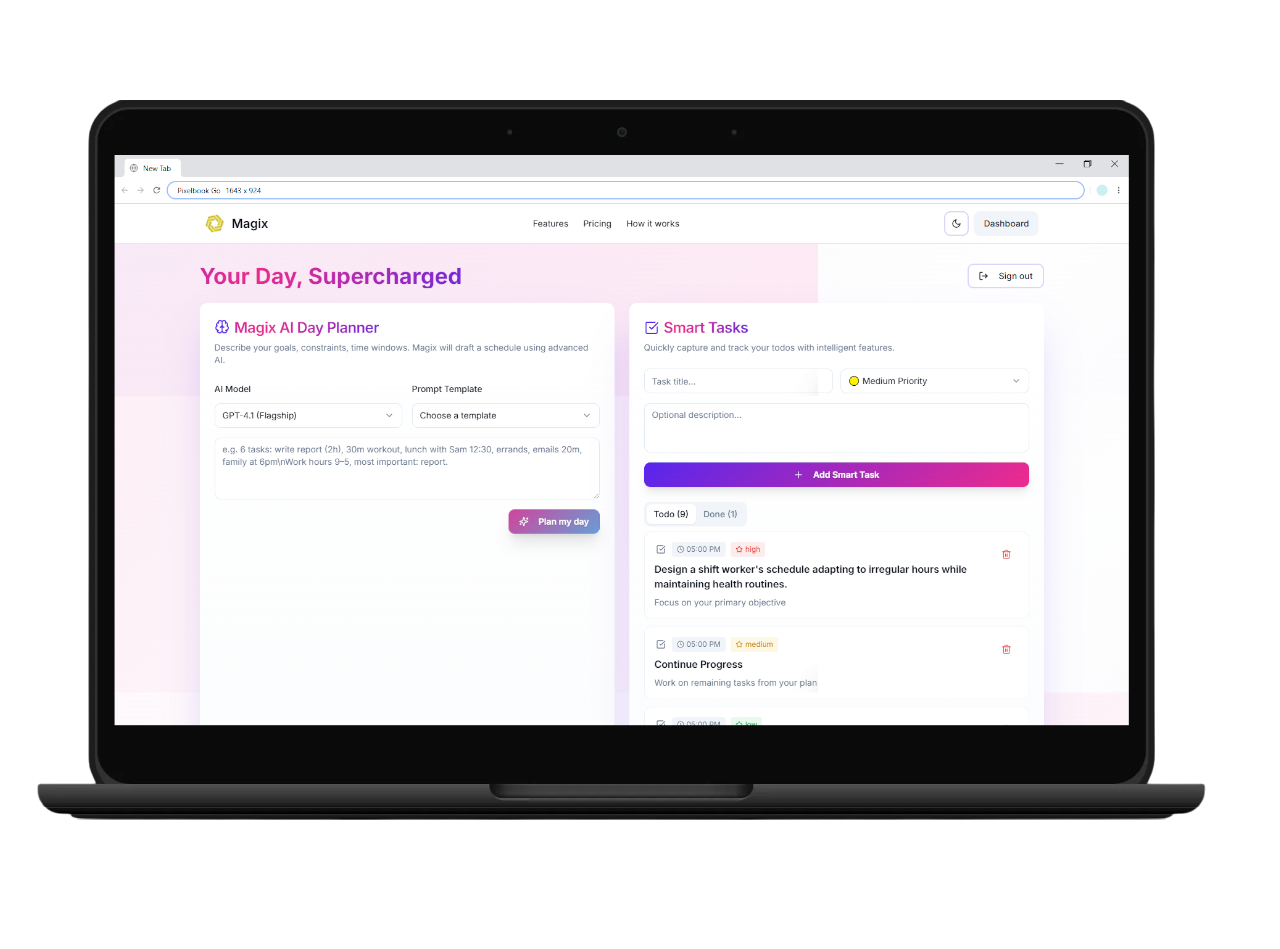 New Tab
Pixelbook Go 1643 x 924
Magix
Features Pricing How it works
Dashboard
Your Day, Supercharged
Sign out
Magix AI Day Planner
Describe your goals, constraints, time windows. Magix will draft a schedule using advanced
AI.
AI Model
Prompt Template
GPT-4.1 (Flagship)
Choose a template
e.g. 6 tasks: write report (2h), 30m workout, lunch with Sam 12:30, errands, emails 20m,
family at 6pm\nWork hours 9–5, most important: report.
Plan my day
Smart Tasks
Quickly capture and track your todos with intelligent features.
Task title...
Medium Priority
Optional description...
+ Add Smart Task
Todo (9) Done (1)
05:00 PM high
Design a shift worker's schedule adapting to irregular hours while
maintaining health routines.
Focus on your primary objective
05:00 PM medium
Continue Progress
Work on remaining tasks from your plan
05:00 PM low